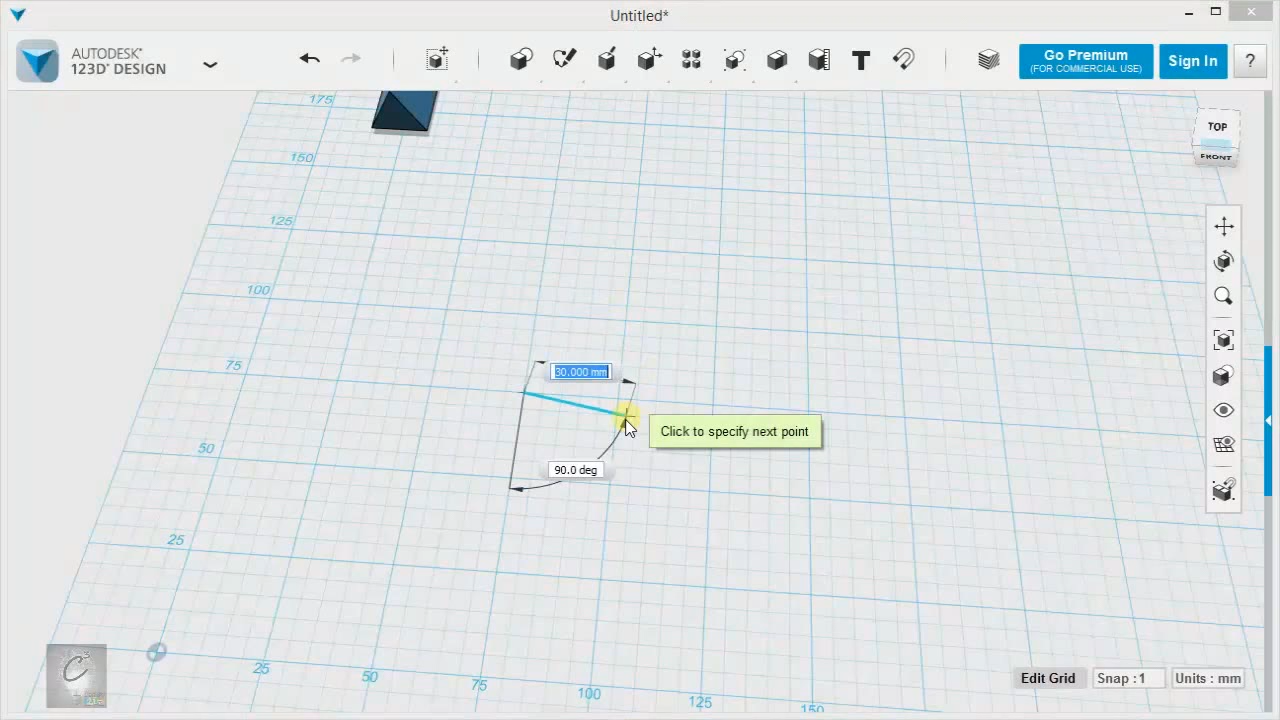 Untitled*
AUTODESK®
123D® DESIGN
T
Go Premium
(FOR COMMERCIAL USE)
Sign In
?
TOP
FRONT
175
150
125
100
75
50
25
30.000 mm
Click to specify next point
90.0 deg
25
50
75
100
125
150
Edit Grid
Snap : 1
Units : mm